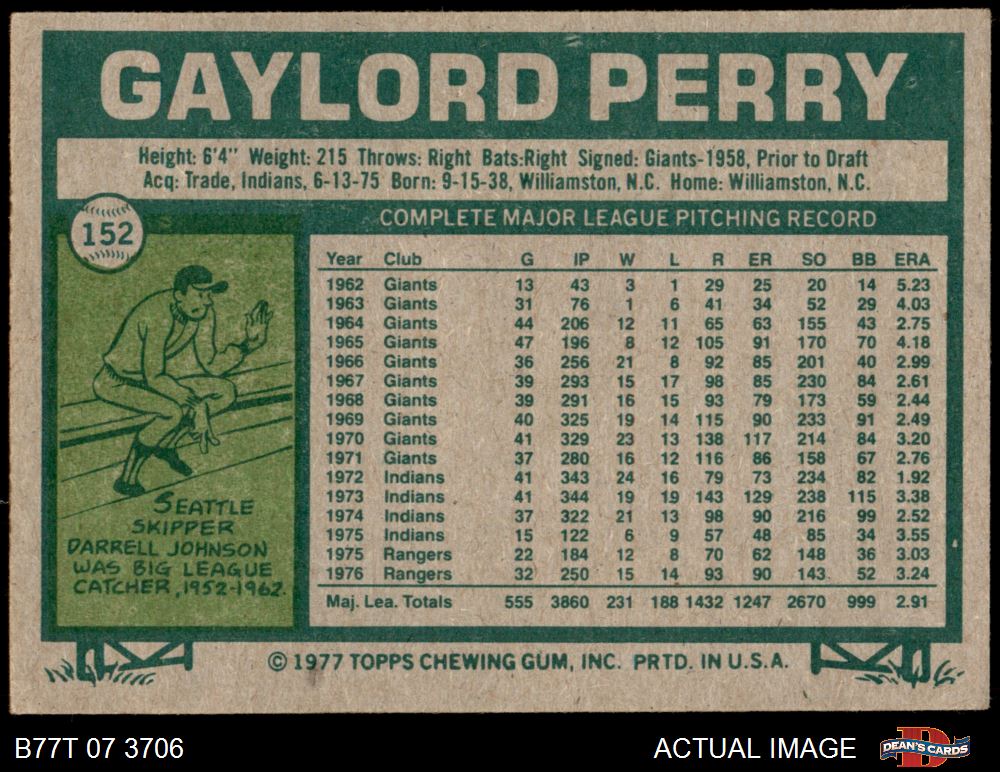 GAYLORD PERRY
Height: 6'4" Weight: 215 Throws: Right Bats:Right Signed: Giants-1958, Prior to Draft
Acq: Trade, Indians, 6-13-75 Born: 9-15-38, Williamston, N.C. Home: Williamston, N.C.
152
COMPLETE MAJOR LEAGUE PITCHING RECORD
Year Club G IP W L R ER SO BB ERA
1962 Giants 13 43 3 1 29 25 20 14 5.23
1963 Giants 31 76 1 6 41 34 52 29 4.03
1964 Giants 44 206 12 11 65 63 155 43 2.75
1965 Giants 47 196 8 12 105 91 170 70 4.18
1966 Giants 36 256 21 8 92 85 201 40 2.99
1967 Giants 39 293 15 17 98 85 230 84 2.61
1968 Giants 39 291 16 15 93 79 173 59 2.44
1969 Giants 40 325 19 14 115 90 233 91 2.49
1970 Giants 41 329 23 13 138 117 214 84 3.20
1971 Giants 37 280 16 12 116 86 158 67 2.76
1972 Indians 41 343 24 16 79 73 234 82 1.92
1973 Indians 41 344 19 19 143 129 238 115 3.38
1974 Indians 37 322 21 13 98 90 216 99 2.52
1975 Indians 15 122 6 9 57 48 85 34 3.55
1975 Rangers 22 184 12 8 70 62 148 36 3.03
1976 Rangers 32 250 15 14 93 90 143 52 3.24
Maj. Lea. Totals 555 3860 231 188 1432 1247 2670 999 2.91
SEATTLE
SKIPPER
DARRELL JOHNSON
WAS BIG LEAGUE
CATCHER, 1952-1962.
© 1977 TOPPS CHEWING GUM, INC. PRTD. IN U.S.A.
B77T 07 3706
ACTUAL IMAGE
D
DEAN'S CARDS